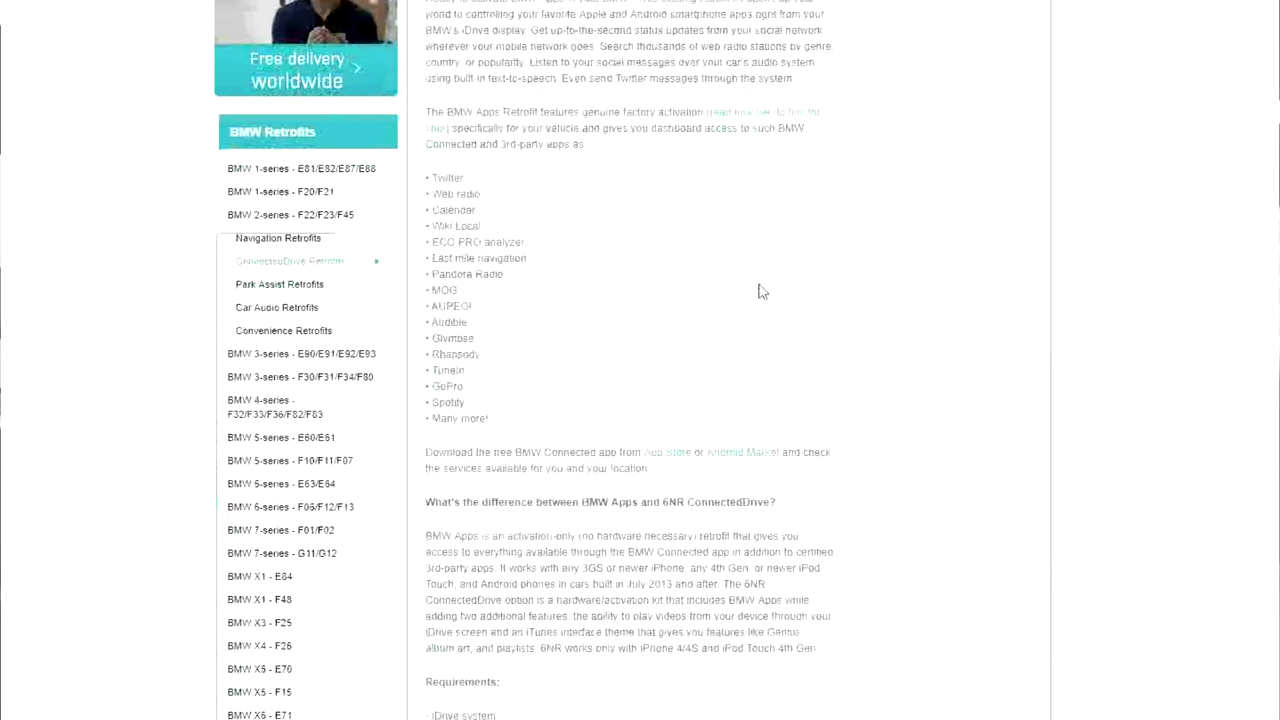 Free delivery
worldwide
BMW Retrofits
BMW 1-series - E81/E82/E87/E88
BMW 1-series - F20/F21
BMW 2-series - F22/F23/F45
Navigation Retrofits
ConnectedDrive Retrofits
Park Assist Retrofits
Car Audio Retrofits
Convenience Retrofits
BMW 3-series - E90/E91/E92/E93
BMW 3-series - F30/F31/F34/F80
BMW 4-series -
F32/F33/F36/F82/F83
BMW 5-series - E60/E61
BMW 5-series - F10/F11/F07
BMW 6-series - E63/E64
BMW 6-series - F06/F12/F13
BMW 7-series - F01/F02
BMW 7-series - G11/G12
BMW X1 - E84
BMW X1 - F48
BMW X3 - F25
BMW X4 - F26
BMW X5 - E70
BMW X5 - F15
BMW X6 - E71
world to controlling your favorite Apple and Android smartphone apps right from your
BMW's iDrive display. Get up-to-the-second status updates from your social network
wherever your mobile network goes. Search thousands of web radio stations by genre,
country, or popularity. Listen to your social messages over your car's audio system
using built in text-to-speech. Even send Twitter messages through the system.
The BMW Apps Retrofit features genuine factory activation (read how we do this for
you) specifically for your vehicle and gives you dashboard access to such BMW
Connected and 3rd-party apps as
• Twitter
• Web radio
• Calendar
• Wiki Local
• ECO PRO analyzer
• Last mile navigation
• Pandora Radio
• MOG
• AUPEO!
• Audible
• Glympse
• Rhapsody
• TuneIn
• GoPro
• Spotify
• Many more!
Download the free BMW Connected app from App Store or Android Market and check
the services available for you and your location
What's the difference between BMW Apps and 6NR ConnectedDrive?
BMW Apps is an activation-only (no hardware necessary) retrofit that gives you
access to everything available through the BMW Connected app in addition to certified
3rd-party apps. It works with any 3GS or newer iPhone, any 4th Gen. or newer iPod
Touch, and Android phones in cars built in July 2013 and after. The 6NR
ConnectedDrive option is a hardware/activation kit that includes BMW Apps while
adding two additional features: the ability to play videos from your device through your
iDrive screen and an iTunes interface theme that gives you features like Genius,
album art, and playlists. 6NR works only with iPhone 4/4S and iPod Touch 4th Gen.
Requirements:
- iDrive system